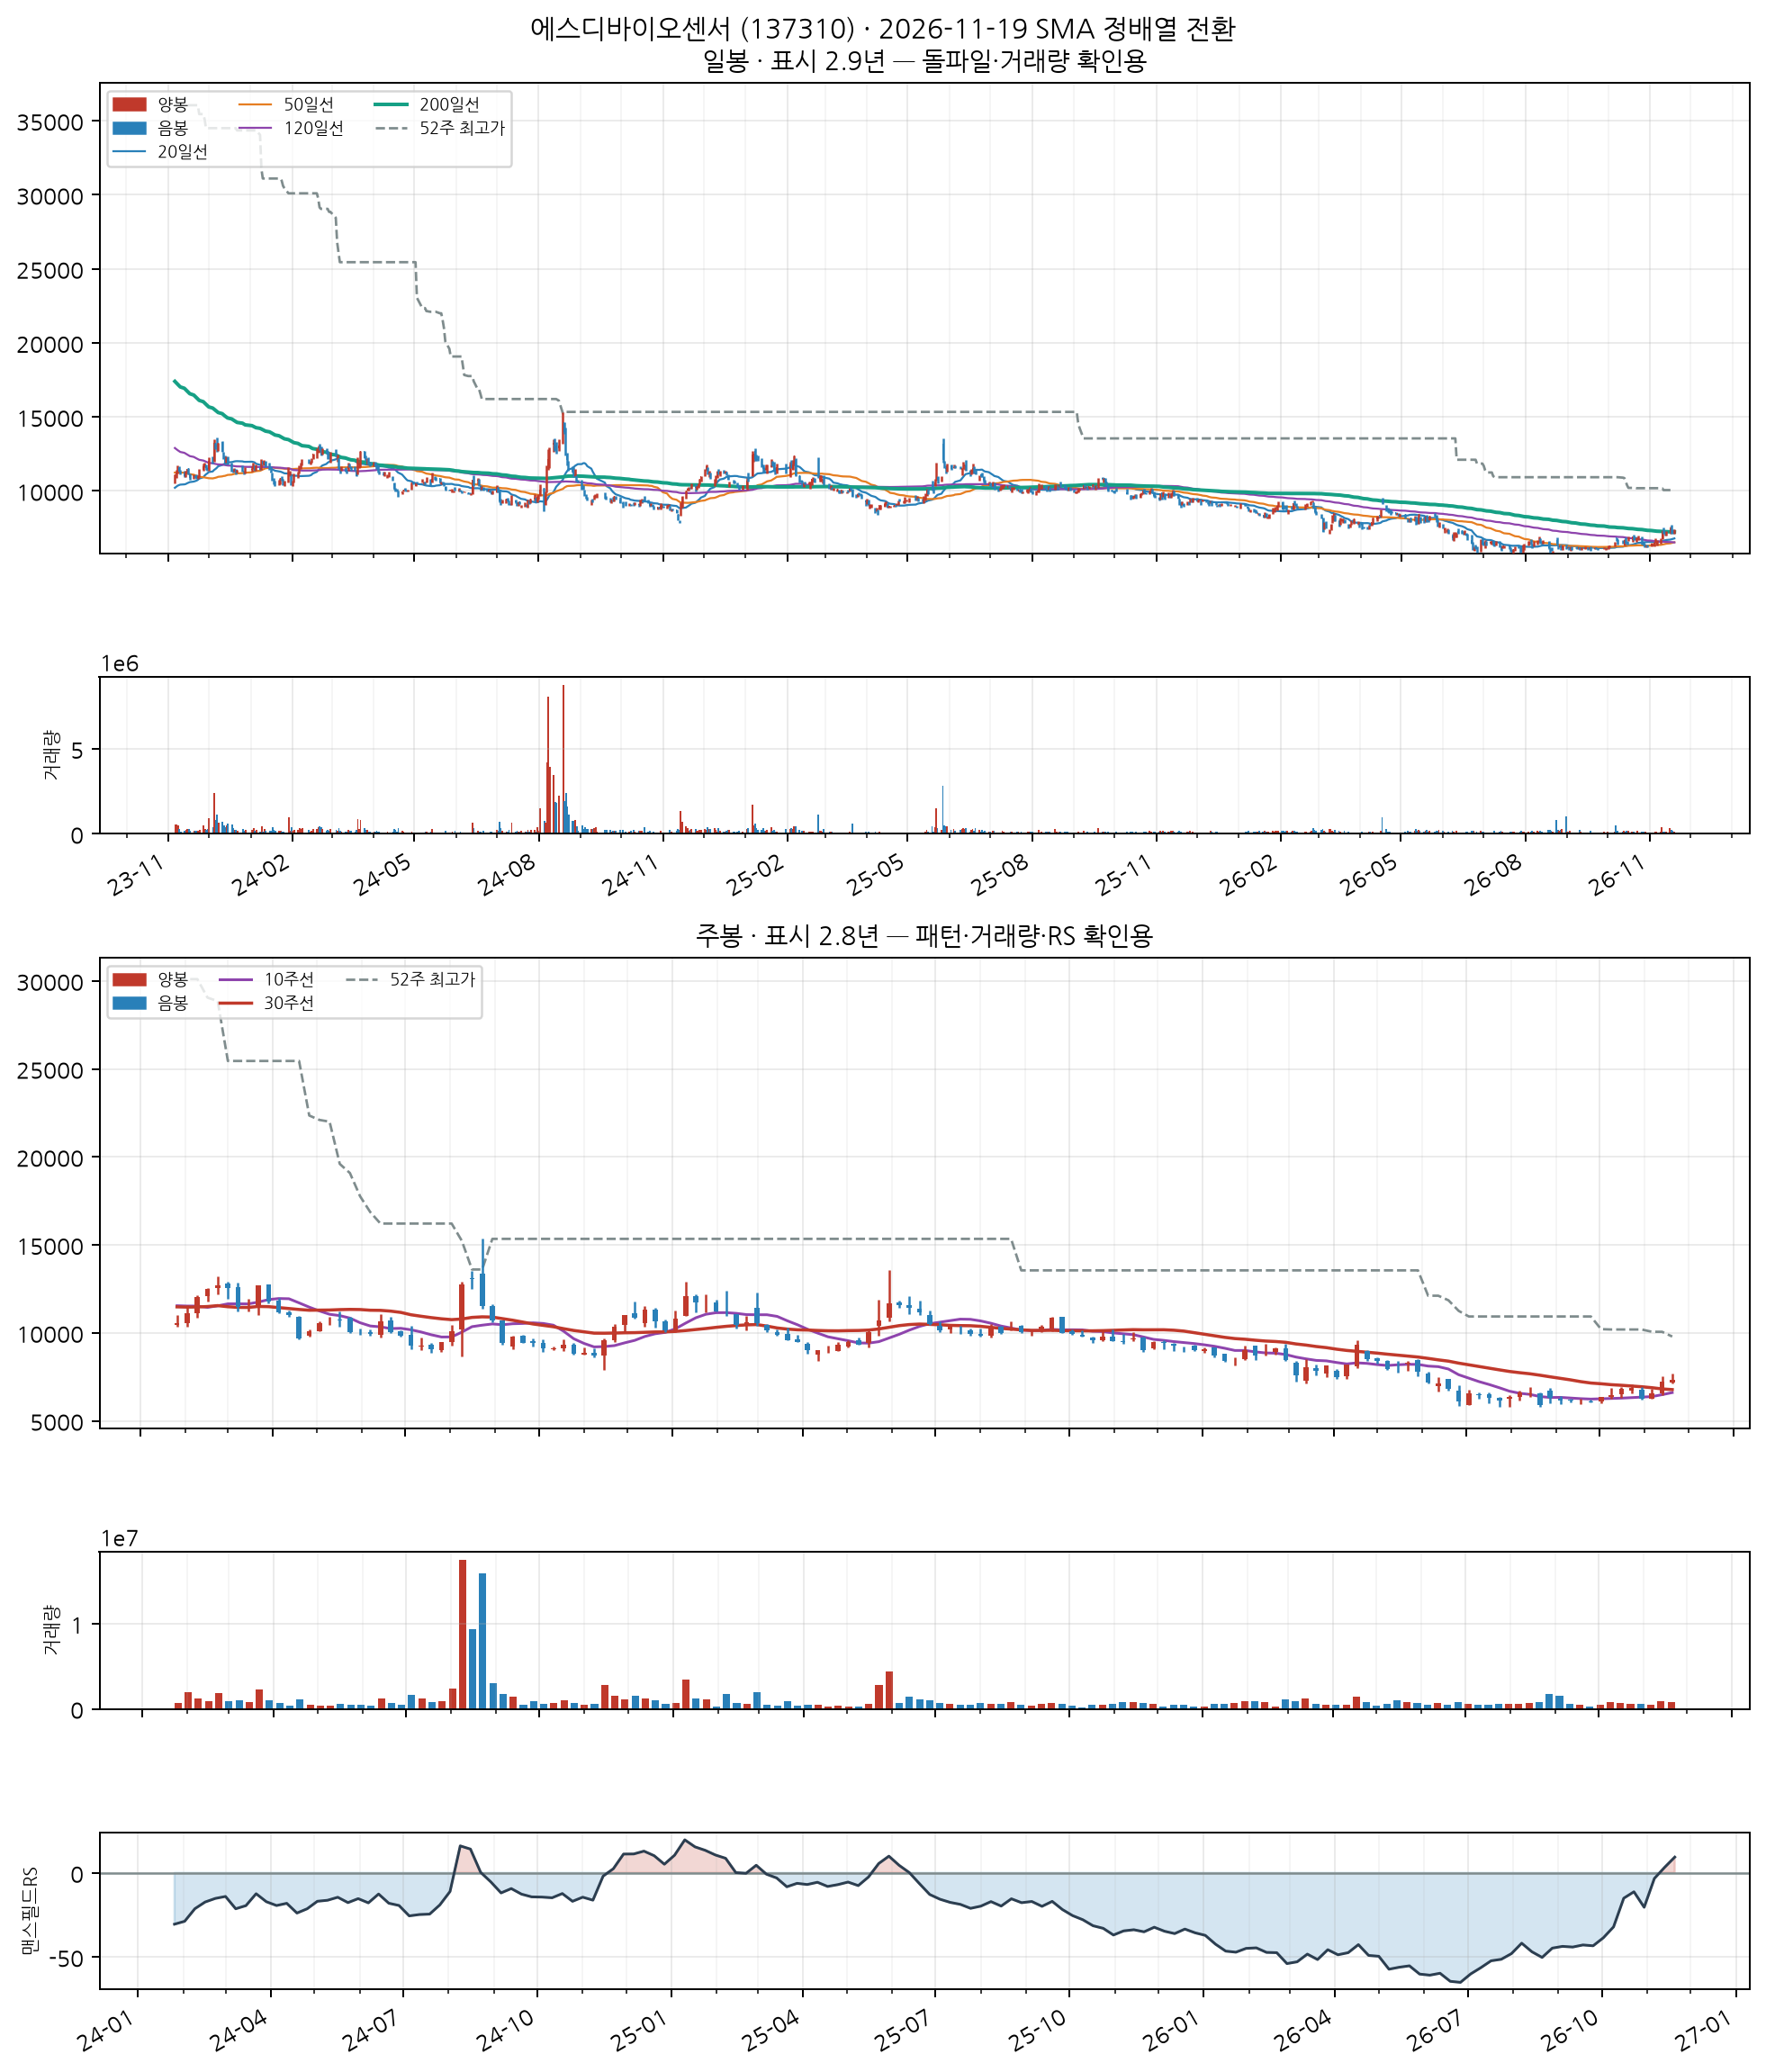 에스디바이오센서 (137310) · 2026-11-19 SMA 정배열 전환
일봉 · 표시 2.9년 — 돌파일·거래량 확인용
양봉 50일선 200일선
음봉 120일선 52주 최고가
20일선
35000
30000
25000
20000
15000
10000
1e6
거래량
5
0
23-11 24-02 24-05 24-08 24-11 25-02 25-05 25-08 25-11 26-02 26-05 26-08 26-11
주봉 · 표시 2.8년 — 패턴·거래량·RS 확인용
양봉 10주선 52주 최고가
음봉 30주선
30000
25000
20000
15000
10000
5000
1e7
거래량
1
0
맨스필드RS
0
-50
24-01 24-04 24-07 24-10 25-01 25-04 25-07 25-10 26-01 26-04 26-07 26-10 27-01